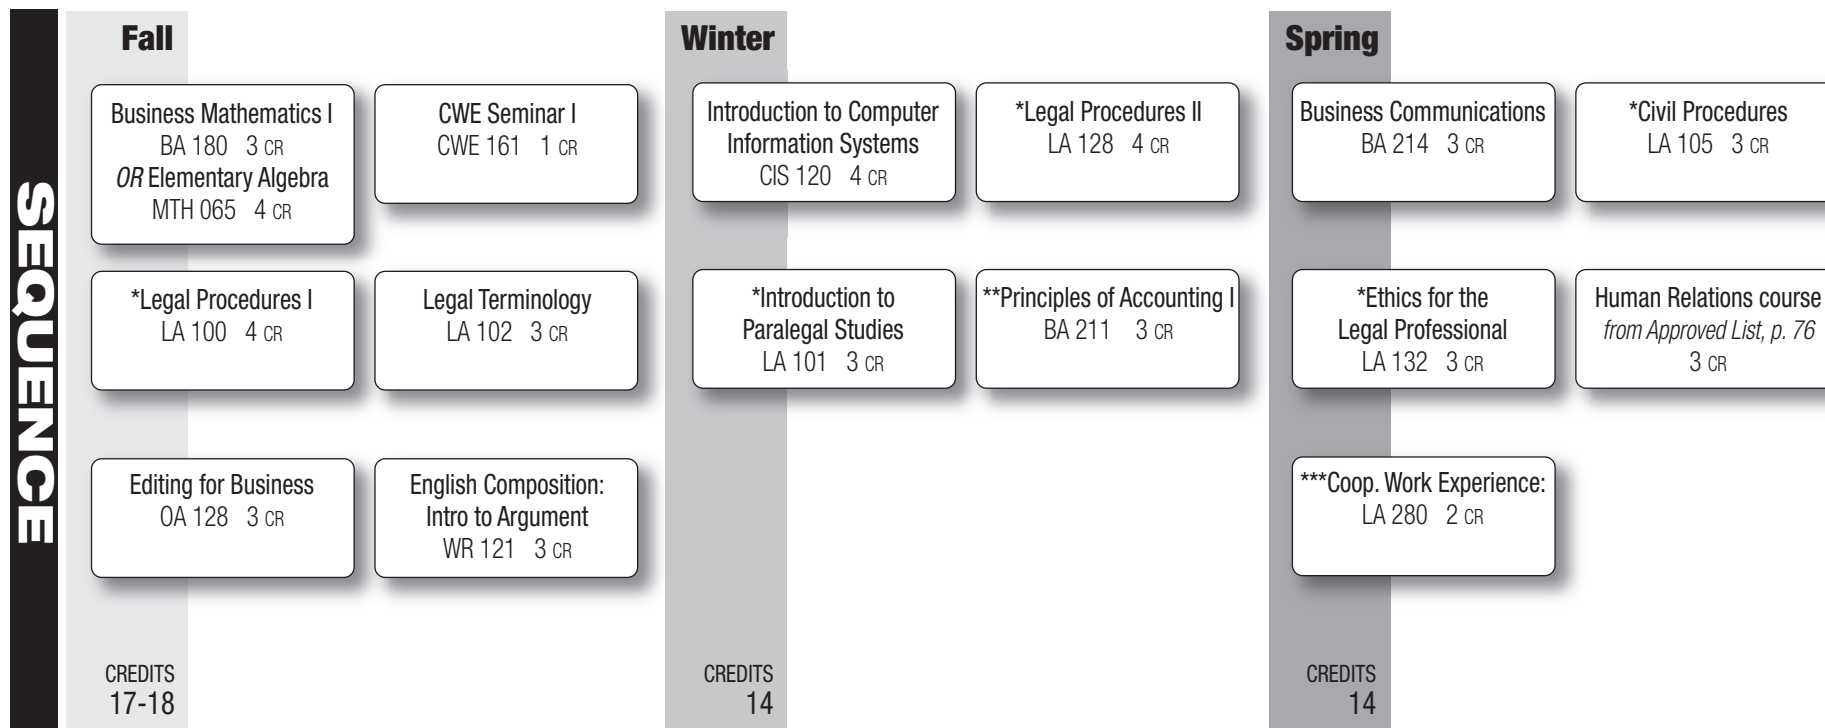 SEQUENCE
Fall
Business Mathematics I
BA 180 3 CR
OR Elementary Algebra
MTH 065 4 CR
CWE Seminar I
CWE 161 1 CR
*Legal Procedures I
LA 100 4 CR
Legal Terminology
LA 102 3 CR
Editing for Business
OA 128 3 CR
English Composition:
Intro to Argument
WR 121 3 CR
CREDITS
17-18
Winter
Introduction to Computer
Information Systems
CIS 120 4 CR
*Legal Procedures II
LA 128 4 CR
*Introduction to
Paralegal Studies
LA 101 3 CR
**Principles of Accounting I
BA 211 3 CR
CREDITS
14
Spring
Business Communications
BA 214 3 CR
*Civil Procedures
LA 105 3 CR
*Ethics for the
Legal Professional
LA 132 3 CR
Human Relations course
from Approved List, p. 76
3 CR
***Coop. Work Experience:
LA 280 2 CR
CREDITS
14